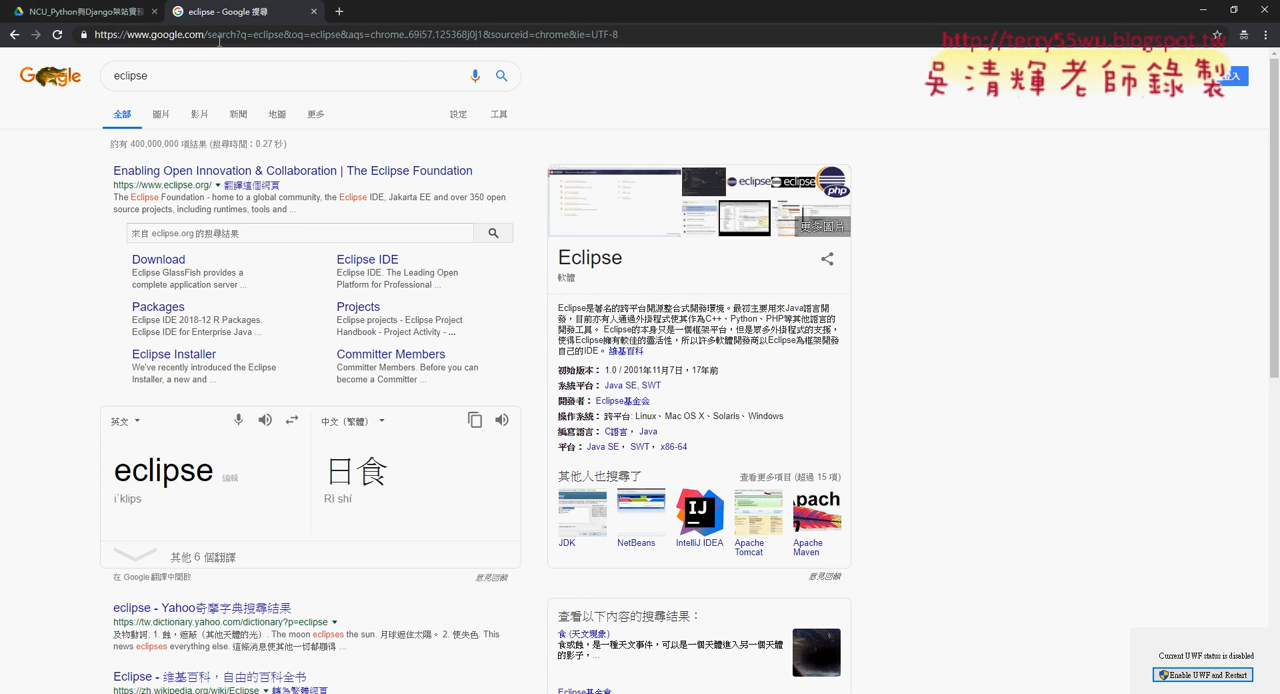 NCU_Python與Django架站實務
eclipse - Google 搜尋
https://www.google.com/search?q=eclipse&oq=eclipse&aqs=chrome..69i57.125368j0j1&sourceid=chrome&ie=UTF-8
http://terry55wu.blogspot.tw
吳清輝老師錄製
Google
eclipse
入
全部
圖片
影片
新聞
地圖
更多
設定
工具
約有 400,000,000 項結果 (搜尋時間：0.27 秒)
Enabling Open Innovation & Collaboration | The Eclipse Foundation
https://www.eclipse.org/ 翻譯這個網頁
The Eclipse Foundation - home to a global community, the Eclipse IDE, Jakarta EE and over 350 open
source projects, including runtimes, tools and ...
來自 eclipse.org 的搜尋結果
Download
Eclipse GlassFish provides a
complete application server ...
Eclipse IDE
Eclipse IDE. The Leading Open
Platform for Professional ...
Packages
Eclipse IDE 2018-12 R Packages.
Eclipse IDE for Enterprise Java ...
Projects
Eclipse projects - Eclipse Project
Handbook - Project Activity - ...
Eclipse Installer
We've recently introduced the Eclipse
Installer, a new and ...
Committer Members
Committer Members. Before you can
become a Committer ...
英文
中文（繁體）
eclipse 編輯
iˈklips
日食
Rì shí
其他 6 個翻譯
在 Google 翻譯中開啟
意見回饋
eclipse - Yahoo奇摩字典搜尋結果
https://tw.dictionary.yahoo.com/dictionary?p=eclipse
及物動詞: 1. 蝕，遮蔽〔其他天體的光〕. The moon eclipses the sun. 月球遮住太陽。 2. 使失色. This
news eclipses everything else. 這條消息使其他一切都顯得 ...
Eclipse - 維基百科，自由的百科全書
https://zh.wikipedia.org/wiki/Eclipse 轉為繁體網頁
eclipse
eclipse
php
更多圖片
Eclipse
軟體
Eclipse是著名的跨平台開源整合式開發環境。最初主要用來Java語言開
發，目前亦有人通過外掛程式使其作為C++、Python、PHP等其他語言的
開發工具。 Eclipse的本身只是一個框架平台，但是眾多外掛程式的支援，
使得Eclipse擁有較佳的靈活性，所以許多軟體開發商以Eclipse為框架開發
自己的IDE。 維基百科
初始版本： 1.0 / 2001年11月7日，17年前
系統平台： Java SE, SWT
開發者： Eclipse基金会
操作系統： 跨平台: Linux、Mac OS X、Solaris、Windows
編寫語言： C語言， Java
平台： Java SE， SWT， x86-64
其他人也搜尋了
查看更多項目 (超過 15 項)
IJ
Apach
JDK
NetBeans
IntelliJ IDEA
Apache
Tomcat
Apache
Maven
意見回饋
查看以下內容的搜尋結果：
食 (天文現象)
食或蝕，是一種天文事件，可以是一個天體進入另一個天體
的影子，...
Eclipse基金會
Current UWF status is disabled
Enable UWF and Restart